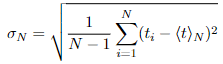 σ_N = √( 1/(N − 1) ∑_{i=1}^{N} (t_i − ⟨t⟩_N)² )